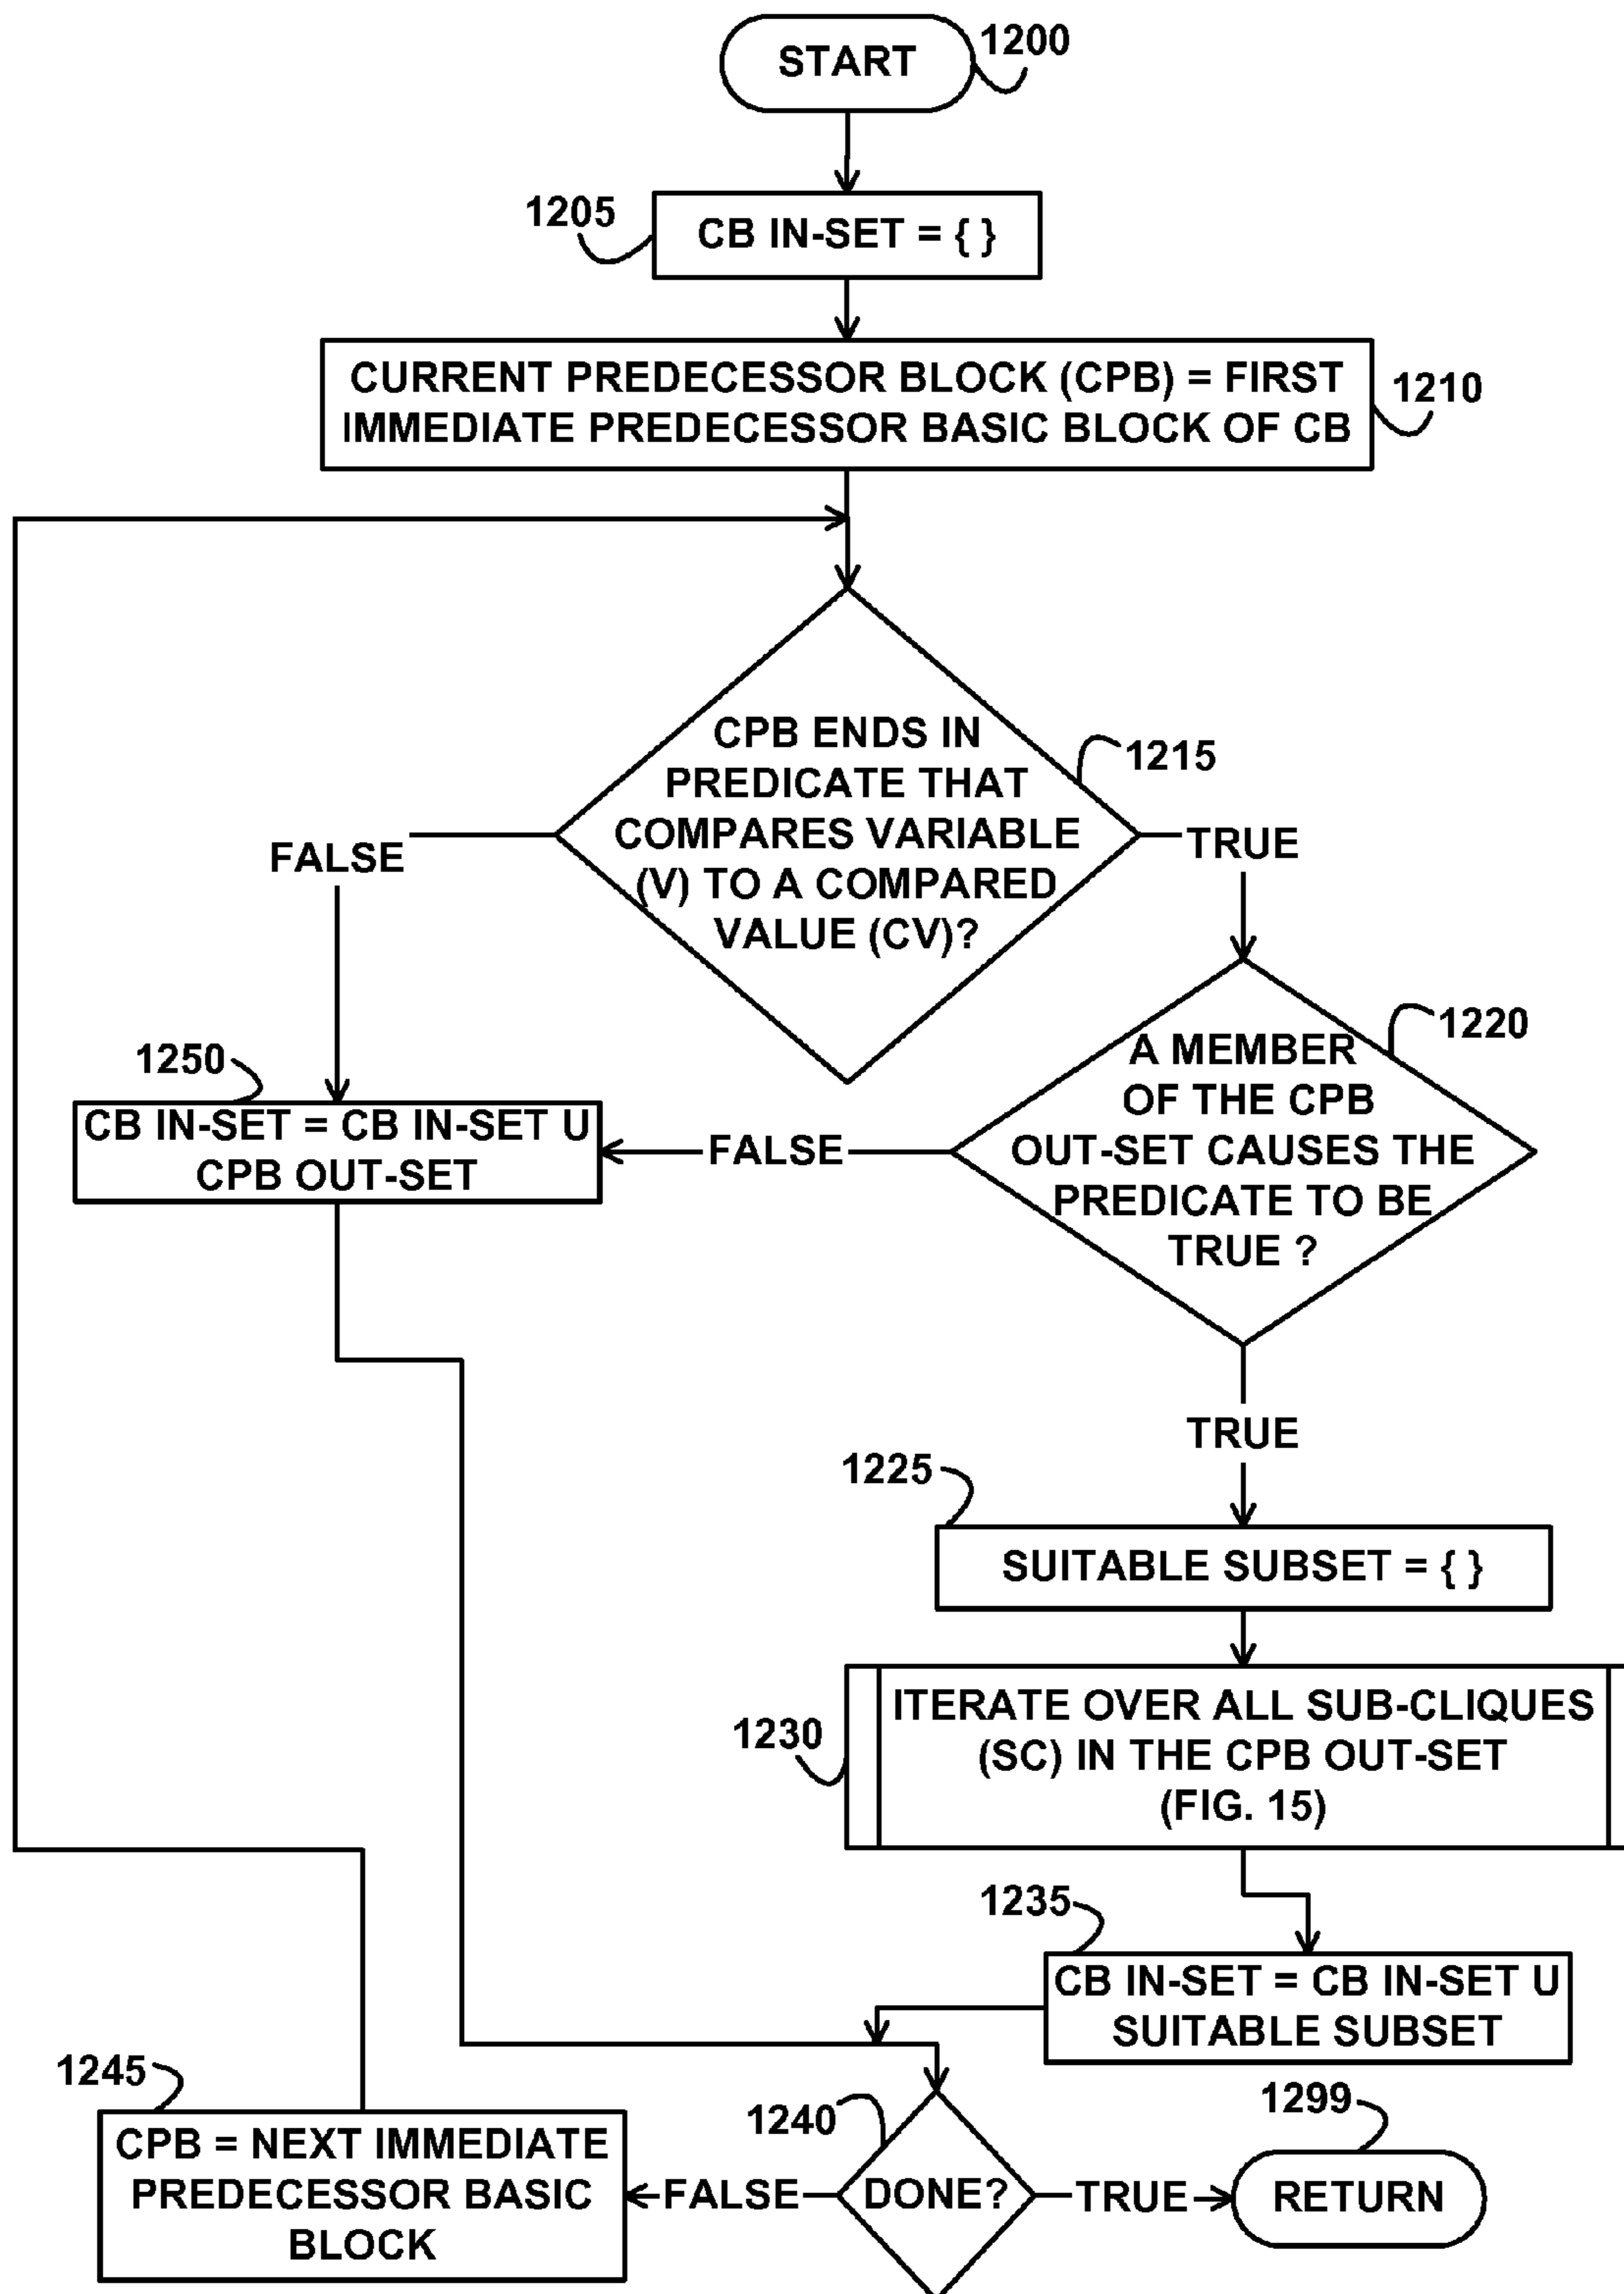 START
1200
1205
CB IN-SET = { }
CURRENT PREDECESSOR BLOCK (CPB) = FIRST
IMMEDIATE PREDECESSOR BASIC BLOCK OF CB
1210
CPB ENDS IN
PREDICATE THAT
COMPARES VARIABLE
(V) TO A COMPARED
VALUE (CV)?
1215
FALSE
TRUE
1220
A MEMBER
OF THE CPB
OUT-SET CAUSES THE
PREDICATE TO BE
TRUE ?
1250
CB IN-SET = CB IN-SET U
CPB OUT-SET
FALSE
TRUE
1225
SUITABLE SUBSET = { }
1230
ITERATE OVER ALL SUB-CLIQUES
(SC) IN THE CPB OUT-SET
(FIG. 15)
1235
CB IN-SET = CB IN-SET U
SUITABLE SUBSET
1245
CPB = NEXT IMMEDIATE
PREDECESSOR BASIC
BLOCK
FALSE
1240
DONE?
TRUE
1299
RETURN